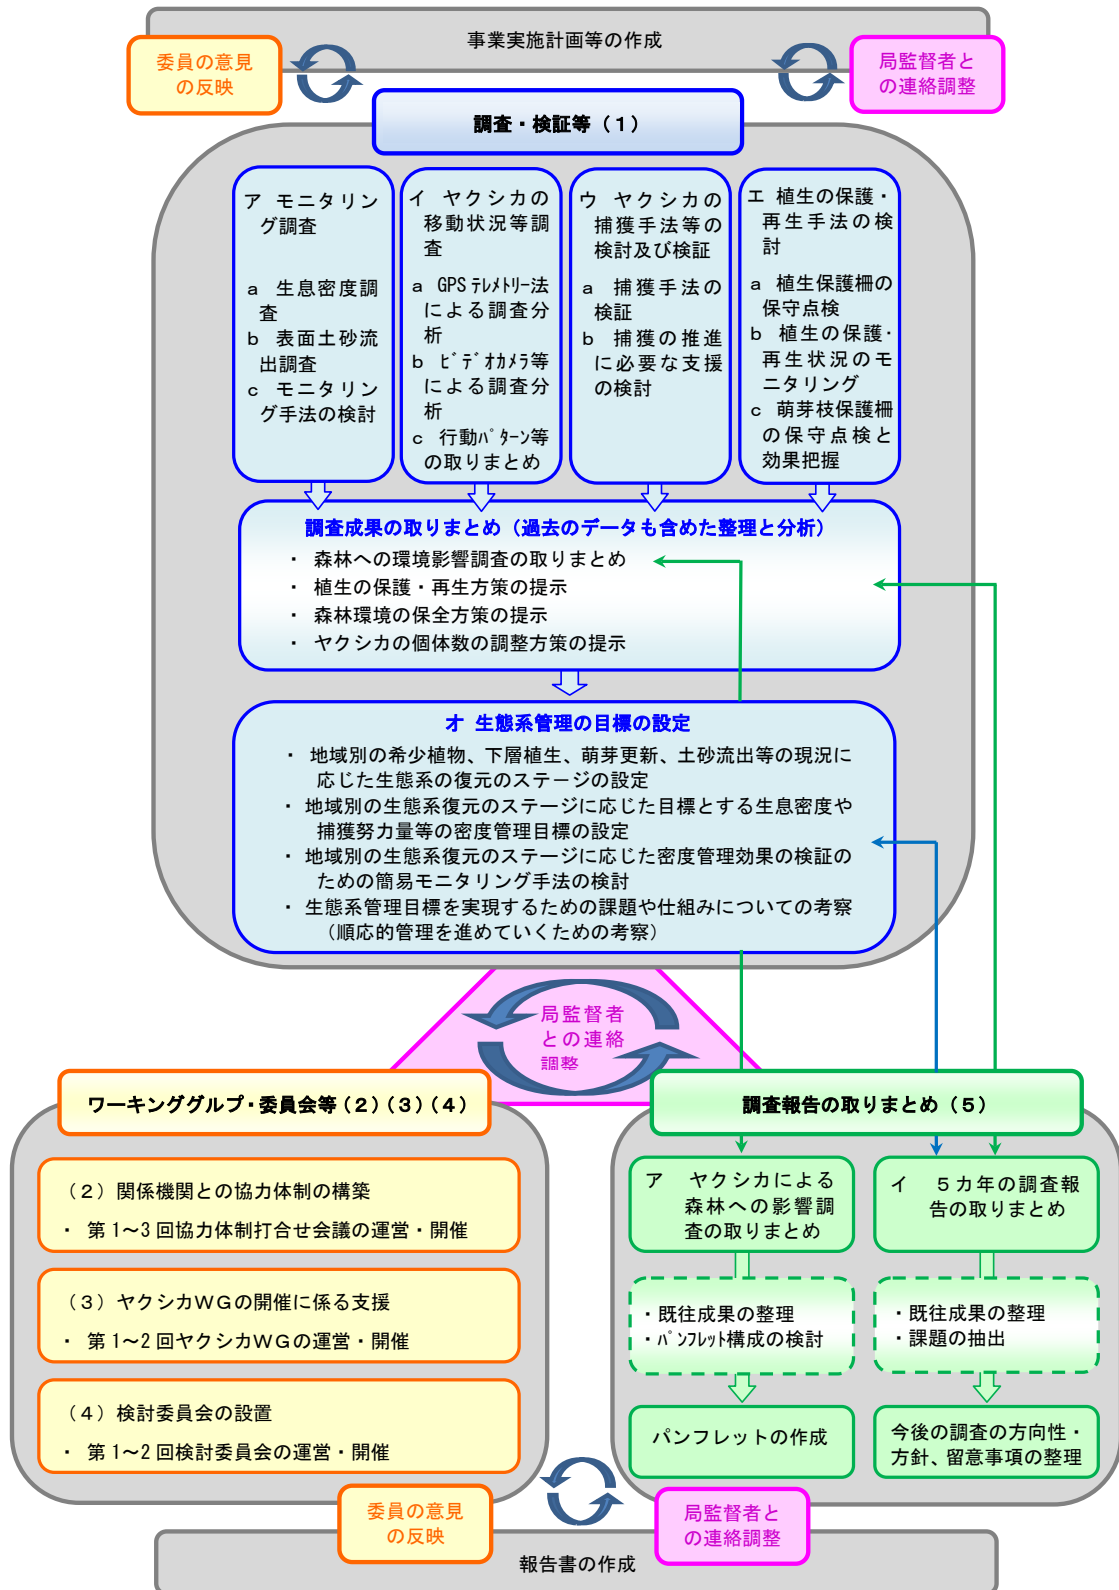 事業実施計画等の作成
委員の意見
の反映
局監督者と
の連絡調整
調査・検証等（１）
ア モニタリン
グ調査
ａ 生息密度調
査
ｂ 表面土砂流
出調査
ｃ モニタリン
グ手法の検討
イ ヤクシカの
移動状況等調
査
ａ GPSﾃﾚﾒﾄﾘｰ法
による調査分
析
ｂ ﾋﾞﾃﾞｵｶﾒﾗ等
による調査分
析
ｃ 行動ﾊﾟﾀｰﾝ等
の取りまとめ
ウ ヤクシカの
捕獲手法等の
検討及び検証
ａ 捕獲手法の
検証
ｂ 捕獲の推進
に必要な支援
の検討
エ 植生の保護・
再生手法の検
討
ａ 植生保護柵の
保守点検
ｂ 植生の保護・
再生状況のモ
ニタリング
ｃ 萌芽枝保護柵
の保守点検と
効果把握
調査成果の取りまとめ（過去のデータも含めた整理と分析）
・ 森林への環境影響調査の取りまとめ
・ 植生の保護・再生方策の提示
・ 森林環境の保全方策の提示
・ ヤクシカの個体数の調整方策の提示
オ 生態系管理の目標の設定
・ 地域別の希少植物、下層植生、萌芽更新、土砂流出等の現況に
応じた生態系の復元のステージの設定
・ 地域別の生態系復元のステージに応じた目標とする生息密度や
捕獲努力量等の密度管理目標の設定
・ 地域別の生態系復元のステージに応じた密度管理効果の検証の
ための簡易モニタリング手法の検討
・ 生態系管理目標を実現するための課題や仕組みについての考察
（順応的管理を進めていくための考察）
局監督者
との連絡
調整
ワーキンググルプ・委員会等（２）（３）（４）
（２）関係機関との協力体制の構築
・ 第1～3回協力体制打合せ会議の運営・開催
（３）ヤクシカＷＧの開催に係る支援
・ 第1～2回ヤクシカＷＧの運営・開催
（４）検討委員会の設置
・ 第1～2回検討委員会の運営・開催
調査報告の取りまとめ（５）
ア ヤクシカによる
森林への影響調
査の取りまとめ
・既往成果の整理
・ﾊﾟﾝﾌﾚｯﾄ構成の検討
パンフレットの作成
イ ５カ年の調査報
告の取りまとめ
・既往成果の整理
・課題の抽出
今後の調査の方向性・
方針、留意事項の整理
委員の意見
の反映
局監督者と
の連絡調整
報告書の作成